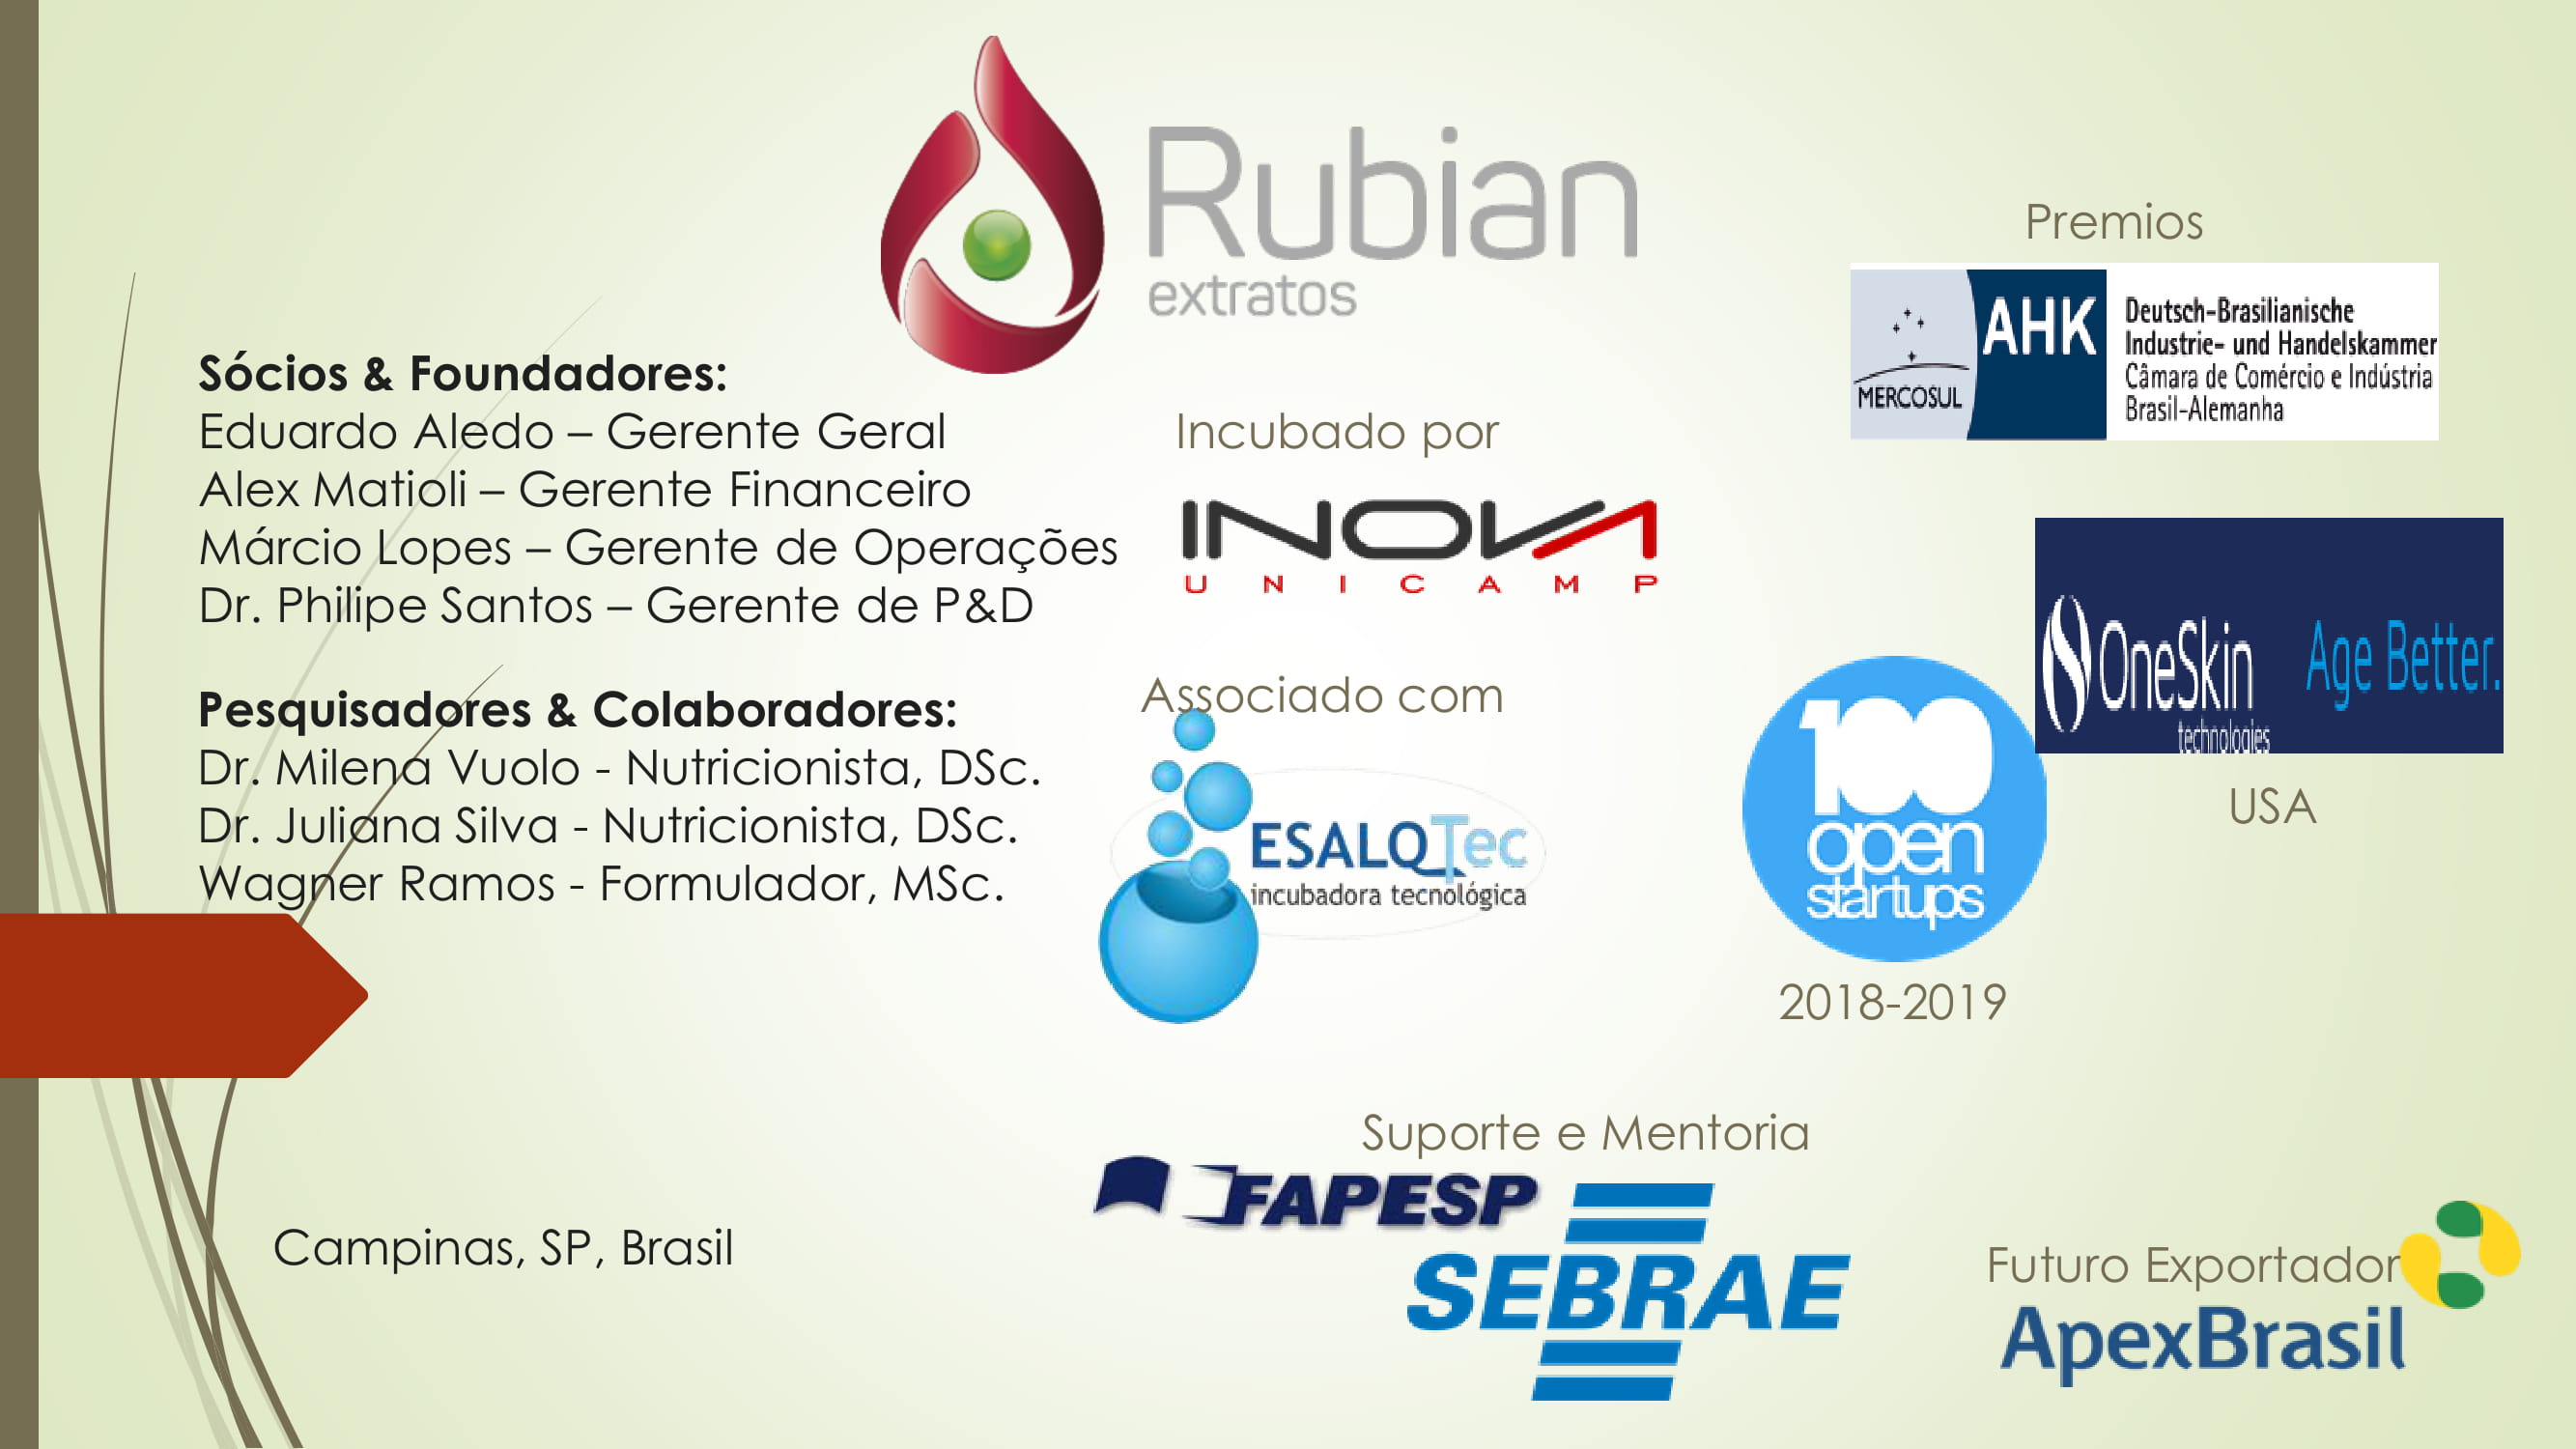 Rubian
extratos
Sócios & Foundadores:
Eduardo Aledo – Gerente Geral
Alex Matioli – Gerente Financeiro
Márcio Lopes – Gerente de Operações
Dr. Philipe Santos – Gerente de P&D
Pesquisadores & Colaboradores:
Dr. Milena Vuolo - Nutricionista, DSc.
Dr. Juliana Silva - Nutricionista, DSc.
Wagner Ramos - Formulador, MSc.
Campinas, SP, Brasil
Incubado por
INOVA
UNICAMP
Associado com
ESALQTec
incubadora tecnológica
Premios
MERCOSUL
AHK
Deutsch-Brasilianische
Industrie- und Handelskammer
Câmara de Comércio e Indústria
Brasil-Alemanha
OneSkin
technologies
Age Better.
USA
100
open
startups
2018-2019
Suporte e Mentoria
FAPESP
SEBRAE
Futuro Exportador
ApexBrasil